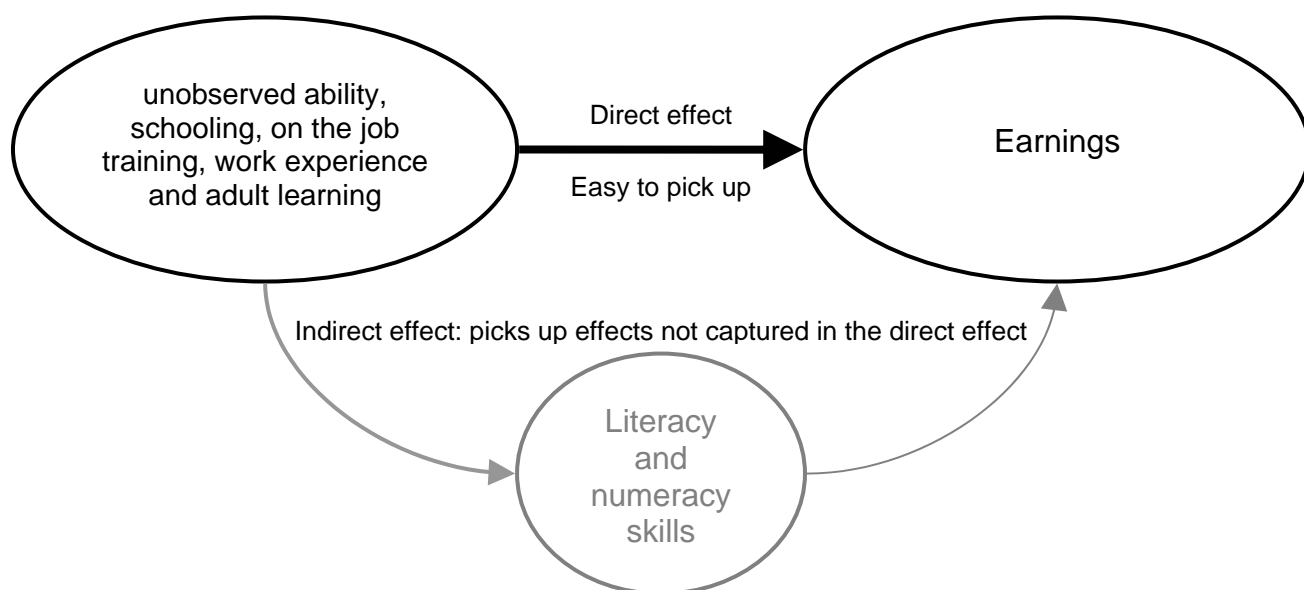 unobserved ability,
schooling, on the job
training, work experience
and adult learning
Direct effect
Easy to pick up
Earnings
Indirect effect: picks up effects not captured in the direct effect
Literacy
and
numeracy
skills